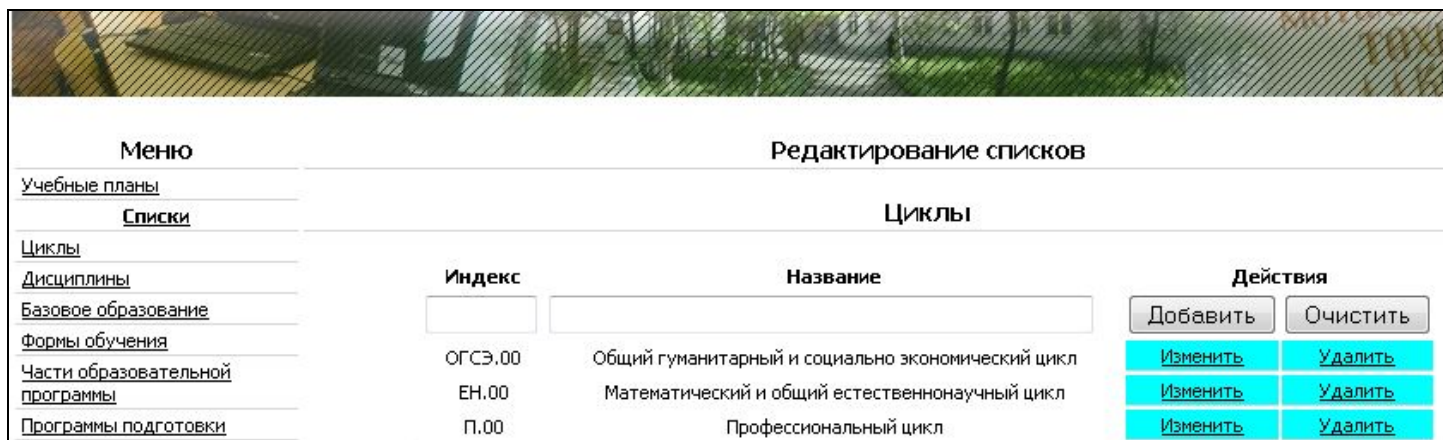 Меню
Учебные планы
Списки
Циклы
Дисциплины
Базовое образование
Формы обучения
Части образовательной
программы
Программы подготовки
Редактирование списков
Циклы
Индекс Название Действия
Добавить Очистить
ОГСЭ.00 Общий гуманитарный и социально экономический цикл Изменить Удалить
ЕН.00 Математический и общий естественнонаучный цикл Изменить Удалить
П.00 Профессиональный цикл Изменить Удалить